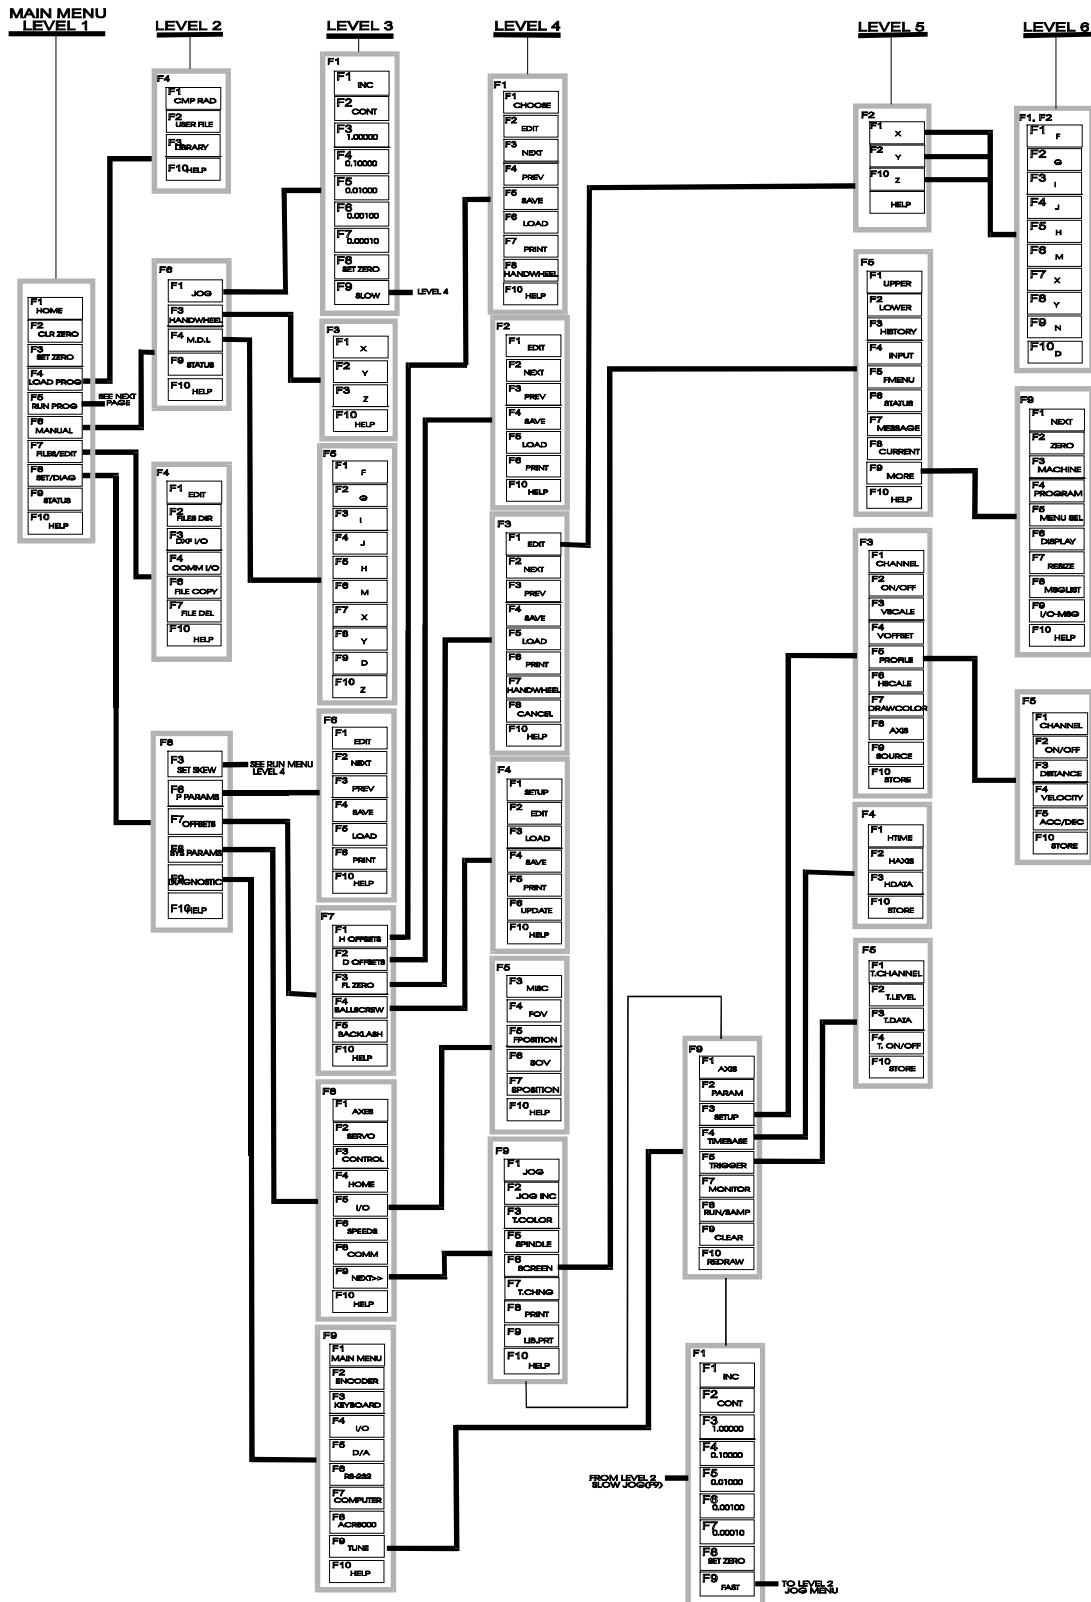 MAIN MENU
LEVEL 1
LEVEL 2
LEVEL 3
LEVEL 4
LEVEL 5
LEVEL 6
F1 HOME
F2 CLR ZERO
F3 SET ZERO
F4 LOAD PROG
F5 RUN PROG
F6 MANUAL
F7 FILES/EDIT
F8 SET/DIAG
F9 STATUS
F10 HELP
SEE NEXT
PAGE
F4
F1 CMP RAD
F2 USER FILE
F3 LIBRARY
F10 HELP
F6
F1 JOG
F3 HANDWHEEL
F4 M.D.I.
F9 STATUS
F10 HELP
F4
F1 EDIT
F2 FILES DIR
F3 DXF I/O
F4 COMM I/O
F6 FILE COPY
F7 FILE DEL
F10 HELP
F8
F3 SET SKEW
F6 P PARAMS
F7 OFFSETS
F8 SYS PARAMS
F9 DIAGNOSTIC
F10 HELP
SEE RUN MENU
LEVEL 4
F1
F1 INC
F2 CONT
F3 1.00000
F4 0.10000
F5 0.01000
F6 0.00100
F7 0.00010
F8 SET ZERO
F9 SLOW
LEVEL 4
F3
F1 X
F2 Y
F3 Z
F10 HELP
F5
F1 F
F2 G
F3 I
F4 J
F5 H
F6 M
F7 X
F8 Y
F9 D
F10 Z
F6
F1 EDIT
F2 NEXT
F3 PREV
F4 SAVE
F5 LOAD
F6 PRINT
F10 HELP
F7
F1 H OFFSETS
F2 D OFFSETS
F3 FL ZERO
F4 BALLSCREW
F5 BACKLASH
F10 HELP
F8
F1 AXES
F2 SERVO
F3 CONTROL
F4 HOME
F5 I/O
F6 SPEEDS
F8 COMM
F9 NEXT>>
F10 HELP
F9
F1 MAIN MENU
F2 ENCODER
F3 KEYBOARD
F4 I/O
F5 D/A
F6 RS-232
F7 COMPUTER
F8 ACR8000
F9 TUNE
F10 HELP
F1
F1 CHOOSE
F2 EDIT
F3 NEXT
F4 PREV
F5 SAVE
F6 LOAD
F7 PRINT
F8 HANDWHEEL
F10 HELP
F2
F1 EDIT
F2 NEXT
F3 PREV
F4 SAVE
F5 LOAD
F6 PRINT
F10 HELP
F3
F1 EDIT
F2 NEXT
F3 PREV
F4 SAVE
F5 LOAD
F6 PRINT
F7 HANDWHEEL
F8 CANCEL
F10 HELP
F4
F1 SETUP
F2 EDIT
F3 LOAD
F4 SAVE
F5 PRINT
F6 UPDATE
F10 HELP
F5
F3 MISC
F4 FOV
F5 FPOSITION
F6 SOV
F7 SPOSITION
F10 HELP
F9
F1 JOG
F2 JOG INC
F3 T.COLOR
F5 SPINDLE
F6 SCREEN
F7 T.CHNG
F8 PRINT
F9 LIB.PRT
F10 HELP
F9
F1 AXIS
F2 PARAM
F3 SETUP
F4 TIMEBASE
F5 TRIGGER
F7 MONITOR
F8 RUN/SAMP
F9 CLEAR
F10 REDRAW
F1
F1 INC
F2 CONT
F3 1.00000
F4 0.10000
F5 0.01000
F6 0.00100
F7 0.00010
F8 SET ZERO
F9 FAST
FROM LEVEL 2
SLOW JOG(F9)
TO LEVEL 2
JOG MENU
F2
F1 X
F2 Y
F10 Z
HELP
F5
F1 UPPER
F2 LOWER
F3 HISTORY
F4 INPUT
F5 FMENU
F6 STATUS
F7 MESSAGE
F8 CURRENT
F9 MORE
F10 HELP
F3
F1 CHANNEL
F2 ON/OFF
F3 VSCALE
F4 VOFFSET
F5 PROFILE
F6 HSCALE
F7 DRAWCOLOR
F8 AXIS
F9 SOURCE
F10 STORE
F4
F1 HTIME
F2 HAXIS
F3 HDATA
F10 STORE
F5
F1 T.CHANNEL
F2 T.LEVEL
F3 T.DATA
F4 T. ON/OFF
F10 STORE
F1, F2
F1 F
F2 G
F3 I
F4 J
F5 H
F6 M
F7 X
F8 Y
F9 N
F10 D
F9
F1 NEXT
F2 ZERO
F3 MACHINE
F4 PROGRAM
F5 MENU SEL
F6 DISPLAY
F7 RESIZE
F8 MSGLIST
F9 I/O-MSG
F10 HELP
F5
F1 CHANNEL
F2 ON/OFF
F3 DISTANCE
F4 VELOCITY
F5 ACC/DEC
F10 STORE